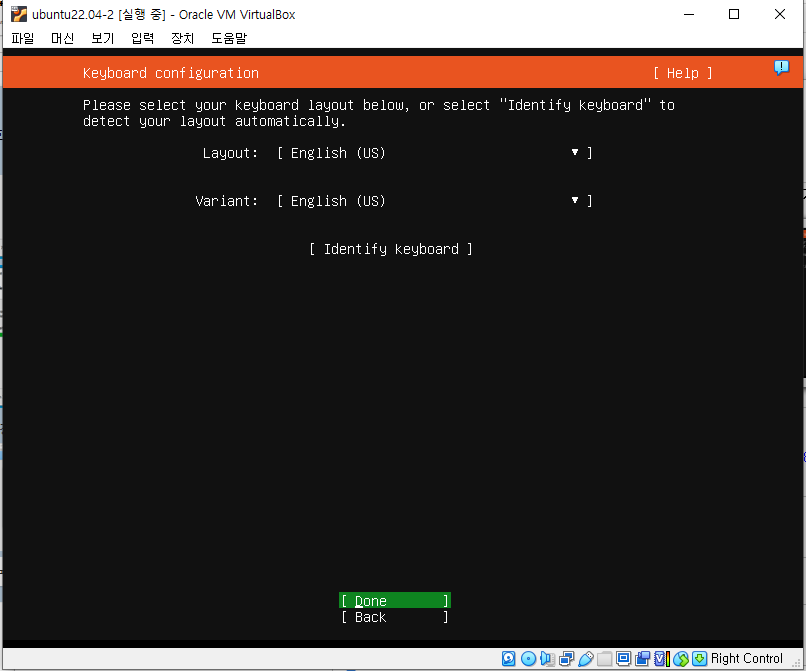 ubuntu22.04-2 [실행 중] - Oracle VM VirtualBox
파일 머신 보기 입력 장치 도움말
Keyboard configuration [ Help ]
Please select your keyboard layout below, or select "Identify keyboard" to
detect your layout automatically.
Layout: [ English (US) ▾ ]
Variant: [ English (US) ▾ ]
[ Identify keyboard ]
[ Done ]
[ Back ]
Right Control